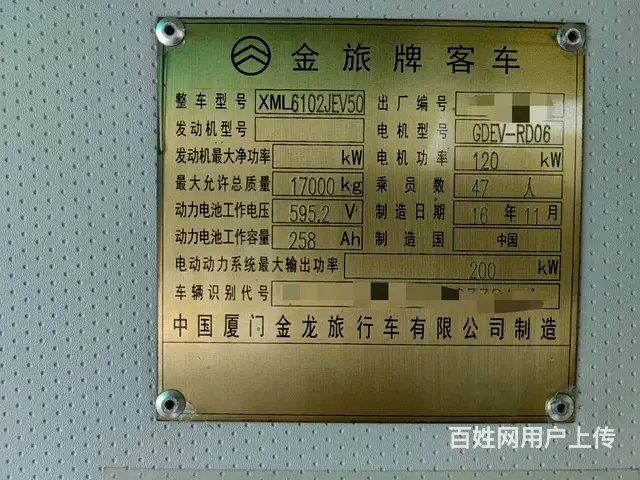 金旅牌客车
整车型号 XML6102JEV50 出厂编号
发动机型号 电机型号 GDEV-RD06
发动机最大净功率 kW 电机功率 120 kW
最大允许总质量 17000kg 乘员数 47 人
动力电池工作电压 595.2 V 制造日期 16 年 11 月
动力电池工作容量 258 Ah 制造国 中国
电动动力系统最大输出功率 200 kW
车辆识别代号
中国厦门金龙旅行车有限公司制造
百姓网用户上传